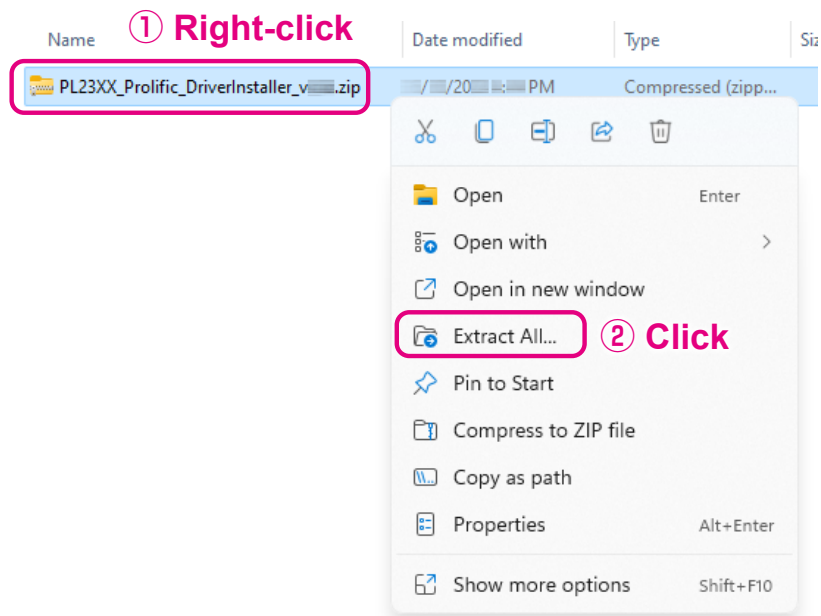 ① Right-click
Name Date modified Type
PL23XX_Prolific_DriverInstaller_v .zip / /20 : PM Compressed (zipp...
Open Enter
Open with
Open in new window
Extract All... ② Click
Pin to Start
Compress to ZIP file
Copy as path
Properties Alt+Enter
Show more options Shift+F10